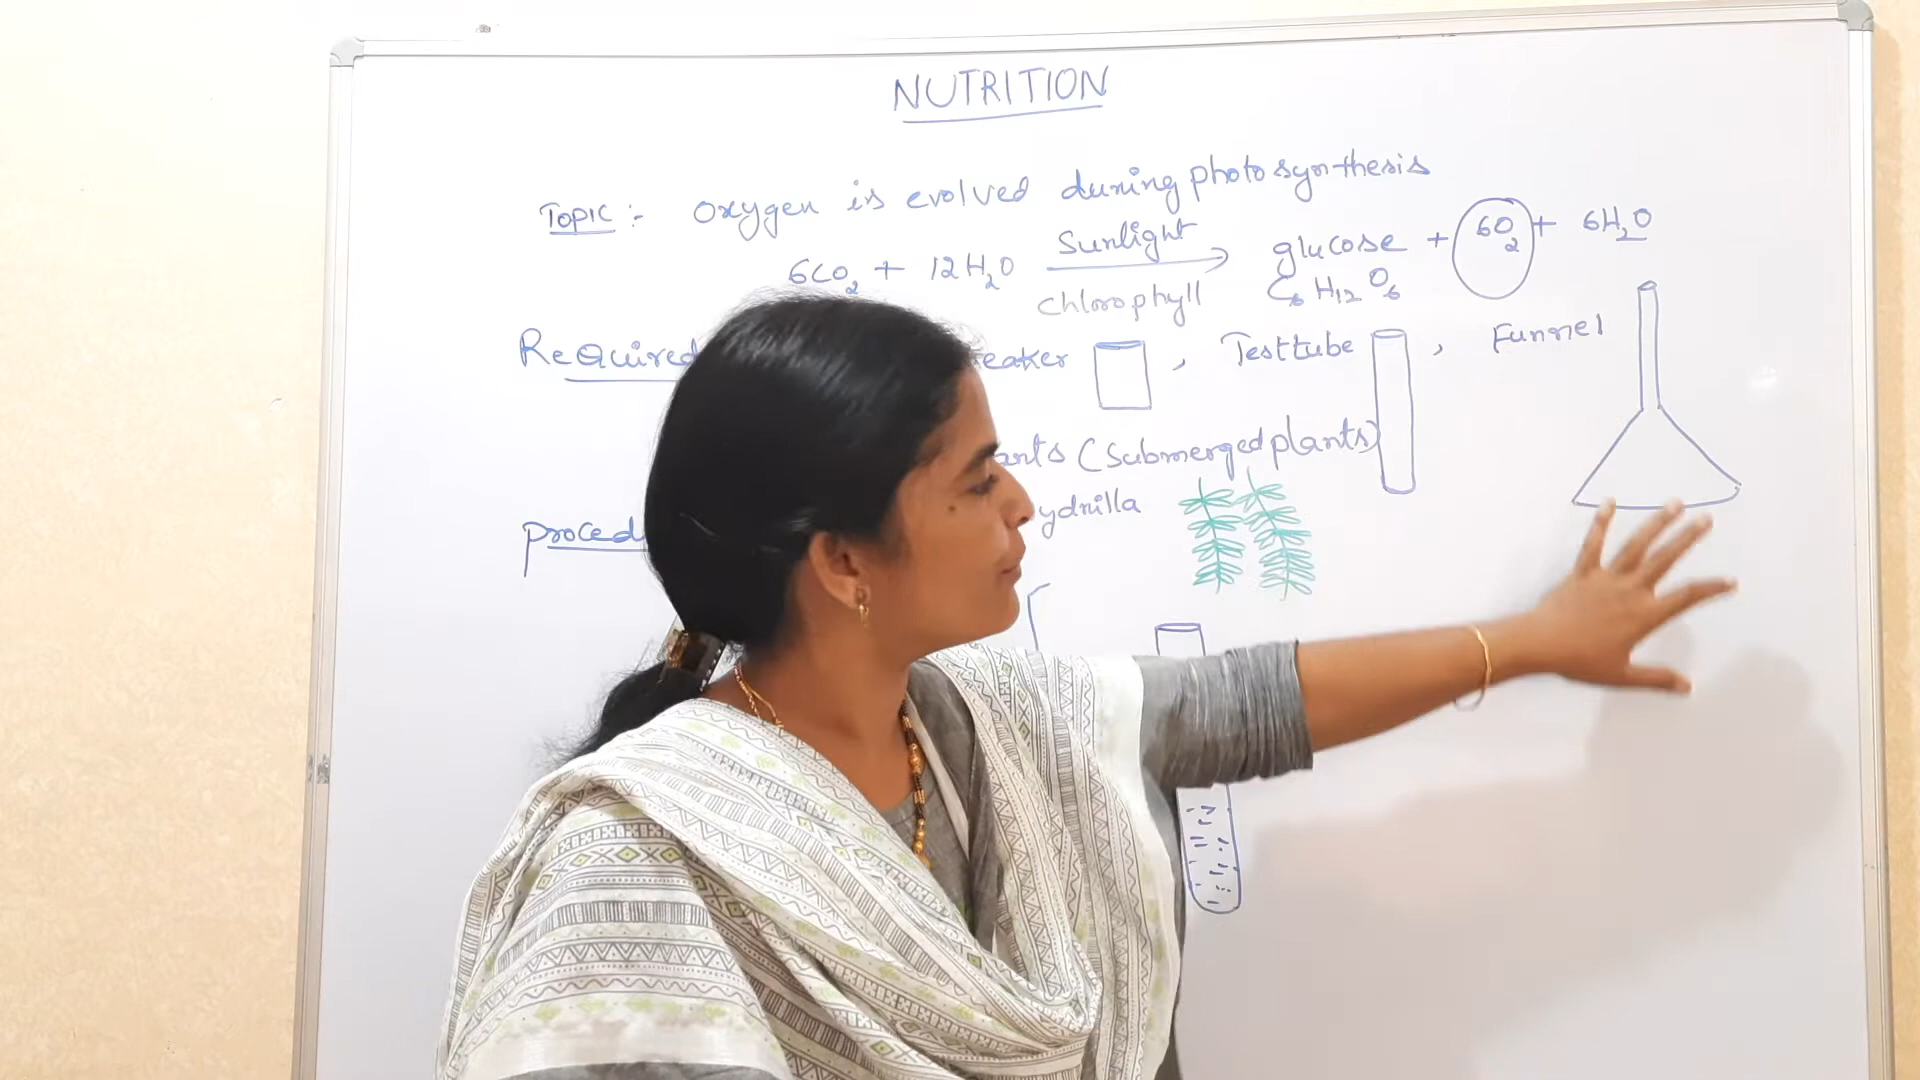 NUTRITION
Topic :- Oxygen is evolved during photosynthesis
6CO2 + 12H2O Sunlight Chlorophyll glucose C6H12O6 + 6O2 + 6H2O
Required eaker , Testtube , Funnel
ants (Submerged plants)
proced ydrilla